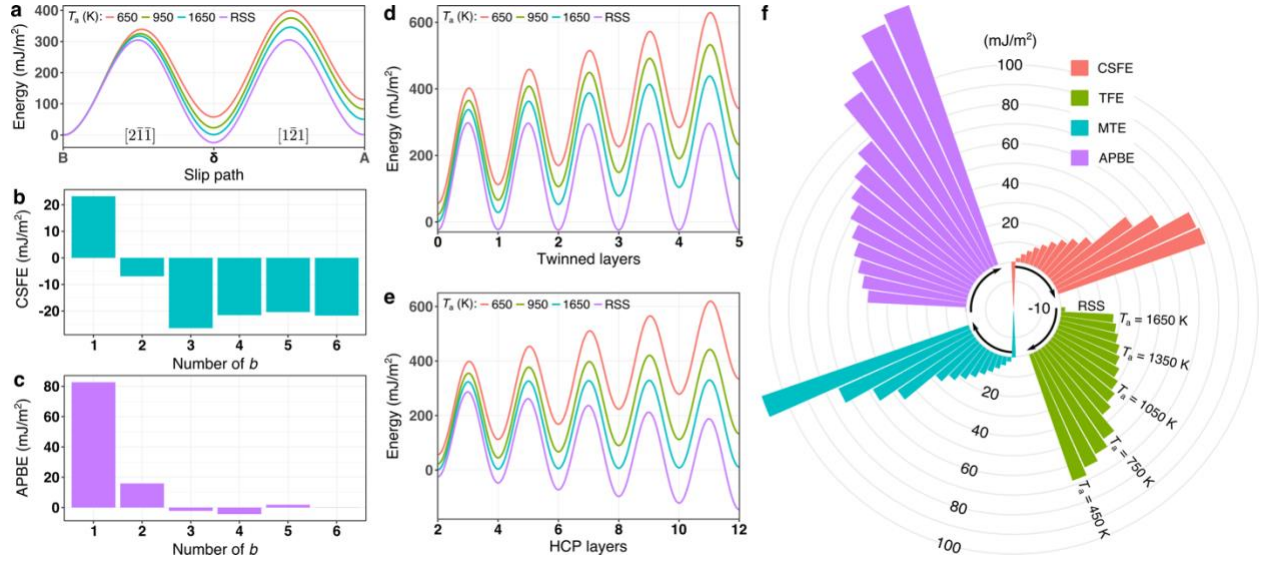 a
Tₐ (K): 650 950 1650 RSS
Energy (mJ/m²)
400
300
200
100
0
[21̄1̄]
[12̄1]
B
δ
A
Slip path
b
CSFE (mJ/m²)
20
10
0
-10
-20
1 2 3 4 5 6
Number of b
c
APBE (mJ/m²)
80
60
40
20
0
1 2 3 4 5 6
Number of b
d
Tₐ (K): 650 950 1650 RSS
Energy (mJ/m²)
600
400
200
0
0 1 2 3 4 5
Twinned layers
e
Tₐ (K): 650 950 1650 RSS
Energy (mJ/m²)
600
400
200
0
2 4 6 8 10 12
HCP layers
f
(mJ/m²)
100
80
60
40
20
-10
20
40
60
80
100
CSFE
TFE
MTE
APBE
RSS
Tₐ = 1650 K
Tₐ = 1350 K
Tₐ = 1050 K
Tₐ = 750 K
Tₐ = 450 K